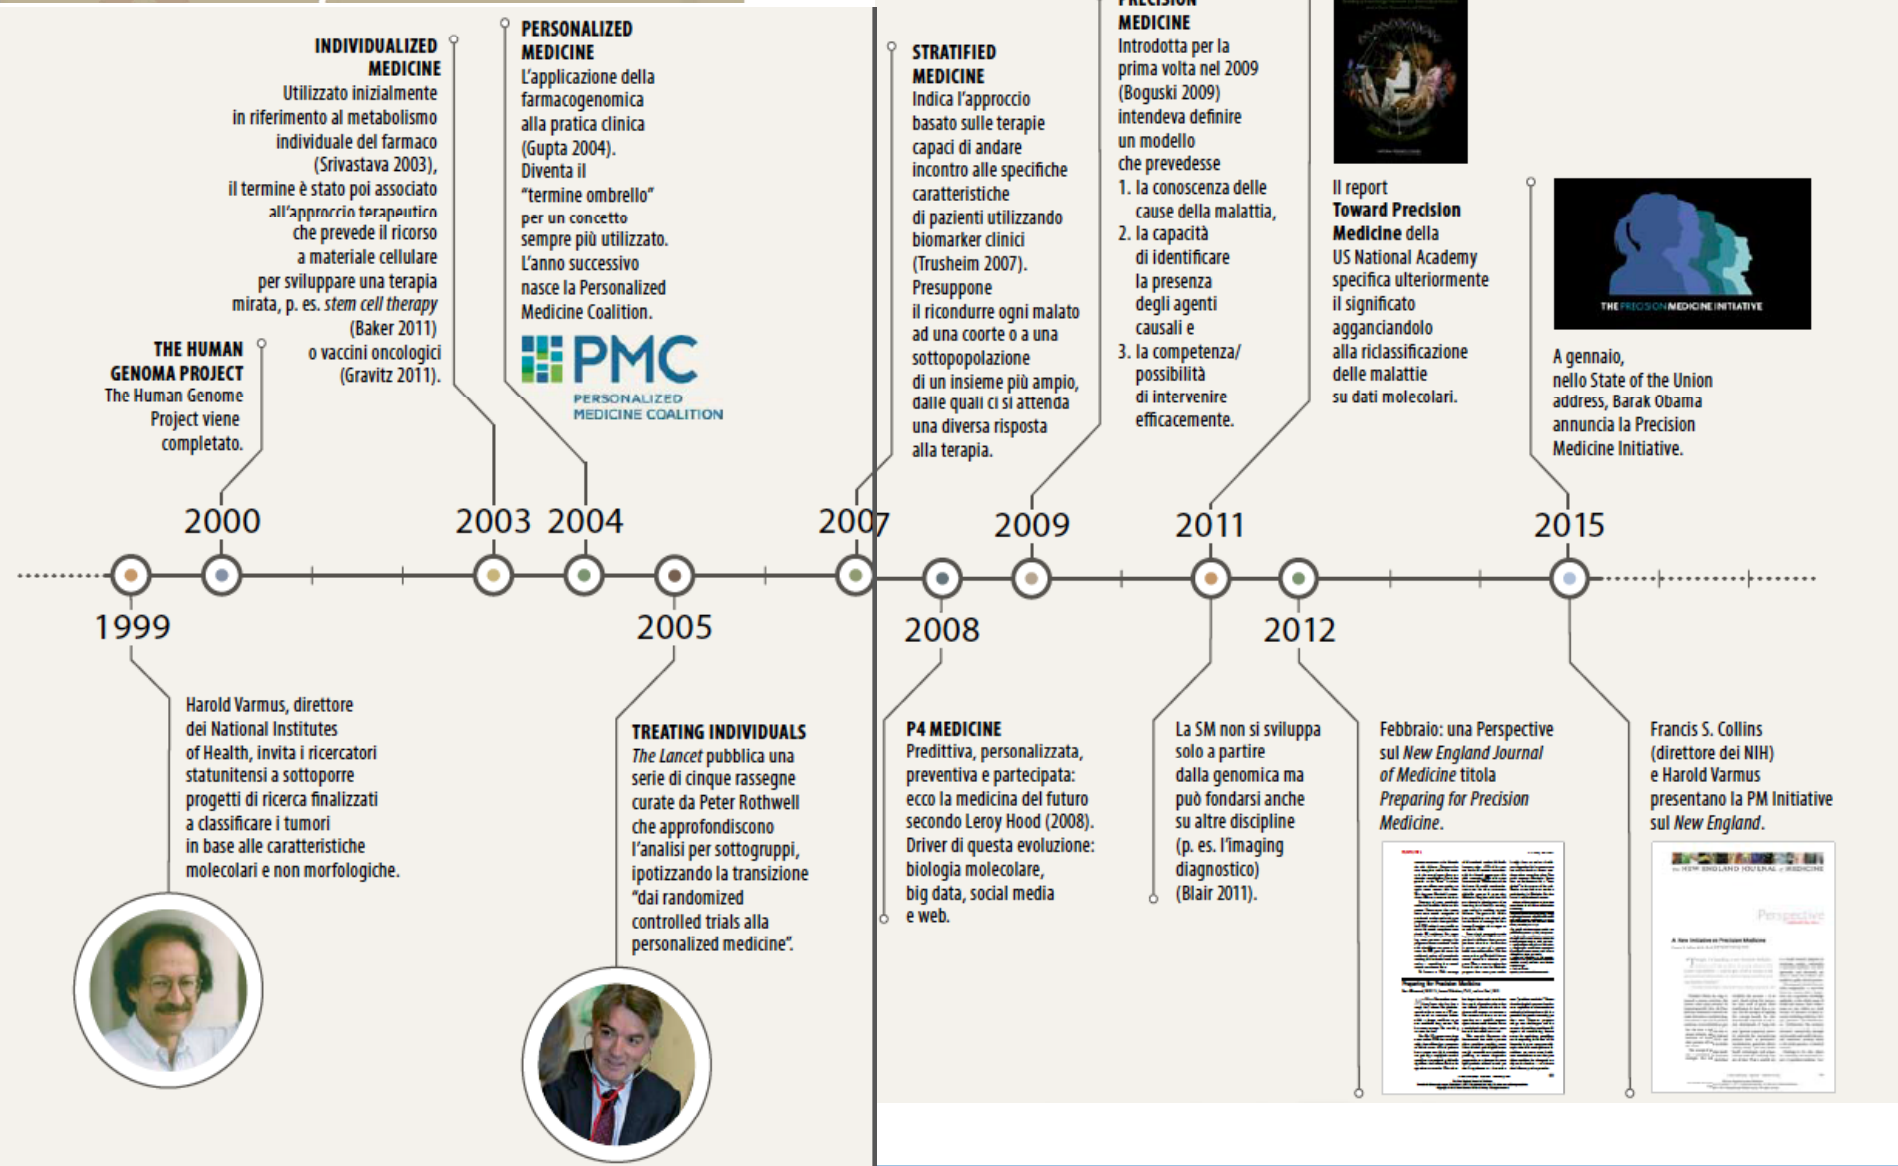 INDIVIDUALIZED
MEDICINE
Utilizzato inizialmente
in riferimento al metabolismo
individuale del farmaco
(Srivastava 2003),
il termine è stato poi associato
all'approccio terapeutico
che prevede il ricorso
a materiale cellulare
per sviluppare una terapia
mirata, p. es. stem cell therapy
(Baker 2011)
o vaccini oncologici
(Gravitz 2011).
THE HUMAN
GENOMA PROJECT
The Human Genome
Project viene
completato.
PERSONALIZED
MEDICINE
L'applicazione della
farmacogenomica
alla pratica clinica
(Gupta 2004).
Diventa il
“termine ombrello”
per un concetto
sempre più utilizzato.
L'anno successivo
nasce la Personalized
Medicine Coalition.
PMC
PERSONALIZED
MEDICINE COALITION
STRATIFIED
MEDICINE
Indica l'approccio
basato sulle terapie
capaci di andare
incontro alle specifiche
caratteristiche
di pazienti utilizzando
biomarker clinici
(Trusheim 2007).
Presuppone
il ricondurre ogni malato
ad una coorte o a una
sottopopolazione
di un insieme più ampio,
dalle quali ci si attenda
una diversa risposta
alla terapia.
PRECISION
MEDICINE
Introdotta per la
prima volta nel 2009
(Boguski 2009)
intendeva definire
un modello
che prevedesse
1. la conoscenza delle
cause della malattia,
2. la capacità
di identificare
la presenza
degli agenti
causali e
3. la competenza/
possibilità
di intervenire
efficacemente.
Il report
Toward Precision
Medicine della
US National Academy
specifica ulteriormente
il significato
agganciandolo
alla riclassificazione
delle malattie
su dati molecolari.
THE PRECISION MEDICINE INITIATIVE
A gennaio,
nello State of the Union
address, Barak Obama
annuncia la Precision
Medicine Initiative.
2000
2003
2004
2007
2009
2011
2015
1999
2005
2008
2012
Harold Varmus, direttore
dei National Institutes
of Health, invita i ricercatori
statunitensi a sottoporre
progetti di ricerca finalizzati
a classificare i tumori
in base alle caratteristiche
molecolari e non morfologiche.
TREATING INDIVIDUALS
The Lancet pubblica una
serie di cinque rassegne
curate da Peter Rothwell
che approfondiscono
l'analisi per sottogruppi,
ipotizzando la transizione
“dai randomized
controlled trials alla
personalized medicine”.
P4 MEDICINE
Predittiva, personalizzata,
preventiva e partecipata:
ecco la medicina del futuro
secondo Leroy Hood (2008).
Driver di questa evoluzione:
biologia molecolare,
big data, social media
e web.
La SM non si sviluppa
solo a partire
dalla genomica ma
può fondarsi anche
su altre discipline
(p. es. l'imaging
diagnostico)
(Blair 2011).
Febbraio: una Perspective
sul New England Journal
of Medicine titola
Preparing for Precision
Medicine.
Preparing for Precision Medicine
Francis S. Collins
(direttore dei NIH)
e Harold Varmus
presentano la PM Initiative
sul New England.
The NEW ENGLAND JOURNAL of MEDICINE
Perspective
A New Initiative on Precision Medicine